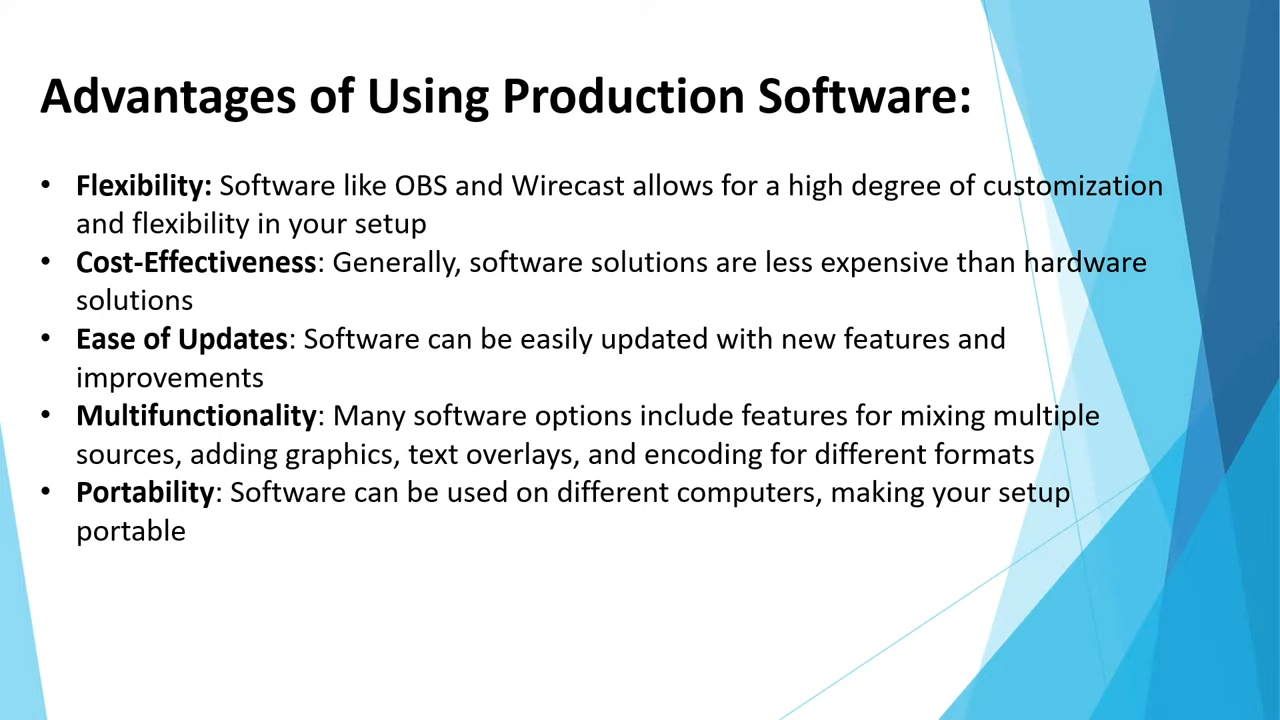 Advantages of Using Production Software:
• Flexibility: Software like OBS and Wirecast allows for a high degree of customization
and flexibility in your setup
• Cost-Effectiveness: Generally, software solutions are less expensive than hardware
solutions
• Ease of Updates: Software can be easily updated with new features and
improvements
• Multifunctionality: Many software options include features for mixing multiple
sources, adding graphics, text overlays, and encoding for different formats
• Portability: Software can be used on different computers, making your setup
portable